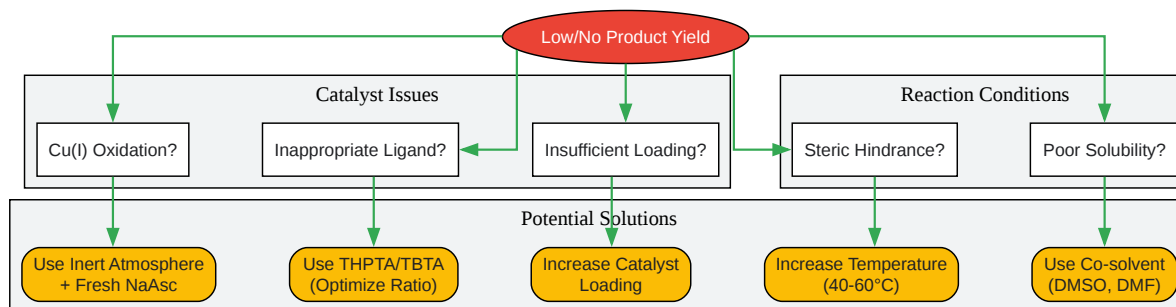 Low/No Product Yield
Catalyst Issues
Reaction Conditions
Cu(I) Oxidation?
Inappropriate Ligand?
Insufficient Loading?
Steric Hindrance?
Poor Solubility?
Potential Solutions
Use Inert Atmosphere
+ Fresh NaAsc
Use THPTA/TBTA
(Optimize Ratio)
Increase Catalyst
Loading
Increase Temperature
(40-60°C)
Use Co-solvent
(DMSO, DMF)